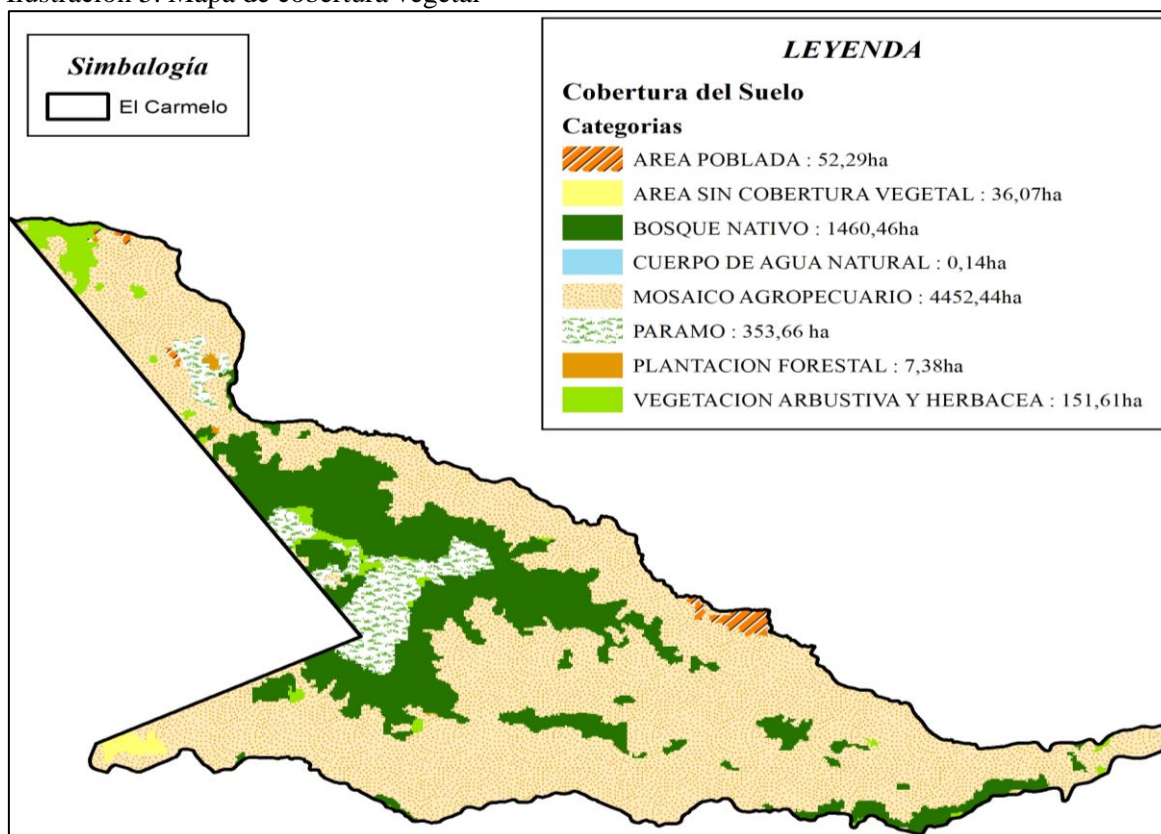 Ilustración 3: Mapa de cobertura vegetal
Simbalogía
El Carmelo
LEYENDA
Cobertura del Suelo
Categorias
AREA POBLADA : 52,29ha
AREA SIN COBERTURA VEGETAL : 36,07ha
BOSQUE NATIVO : 1460,46ha
CUERPO DE AGUA NATURAL : 0,14ha
MOSAICO AGROPECUARIO : 4452,44ha
PARAMO : 353,66 ha
PLANTACION FORESTAL : 7,38ha
VEGETACION ARBUSTIVA Y HERBACEA : 151,61ha